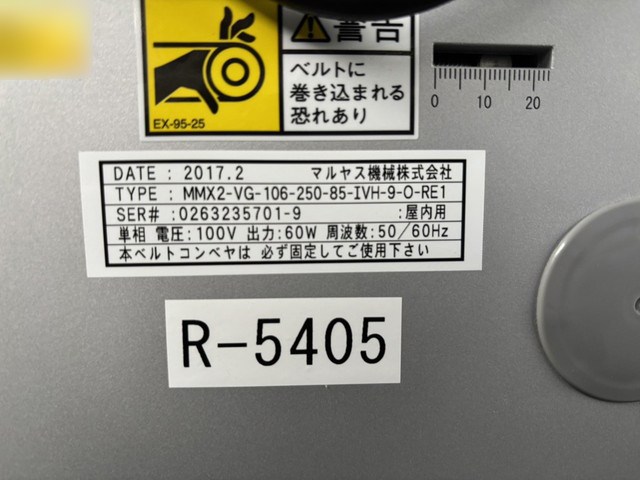 警告
ベルトに
巻き込まれる
恐れあり
EX-95-25
0 10 20
DATE : 2017.2 マルヤス機械株式会社
TYPE : MMX2-VG-106-250-85-IVH-9-O-RE1
SER# :0263235701-9 :屋内用
単相 電圧:100V 出力:60W 周波数:50/60Hz
本ベルトコンベヤは 必ず固定してご使用下さい
R-5405